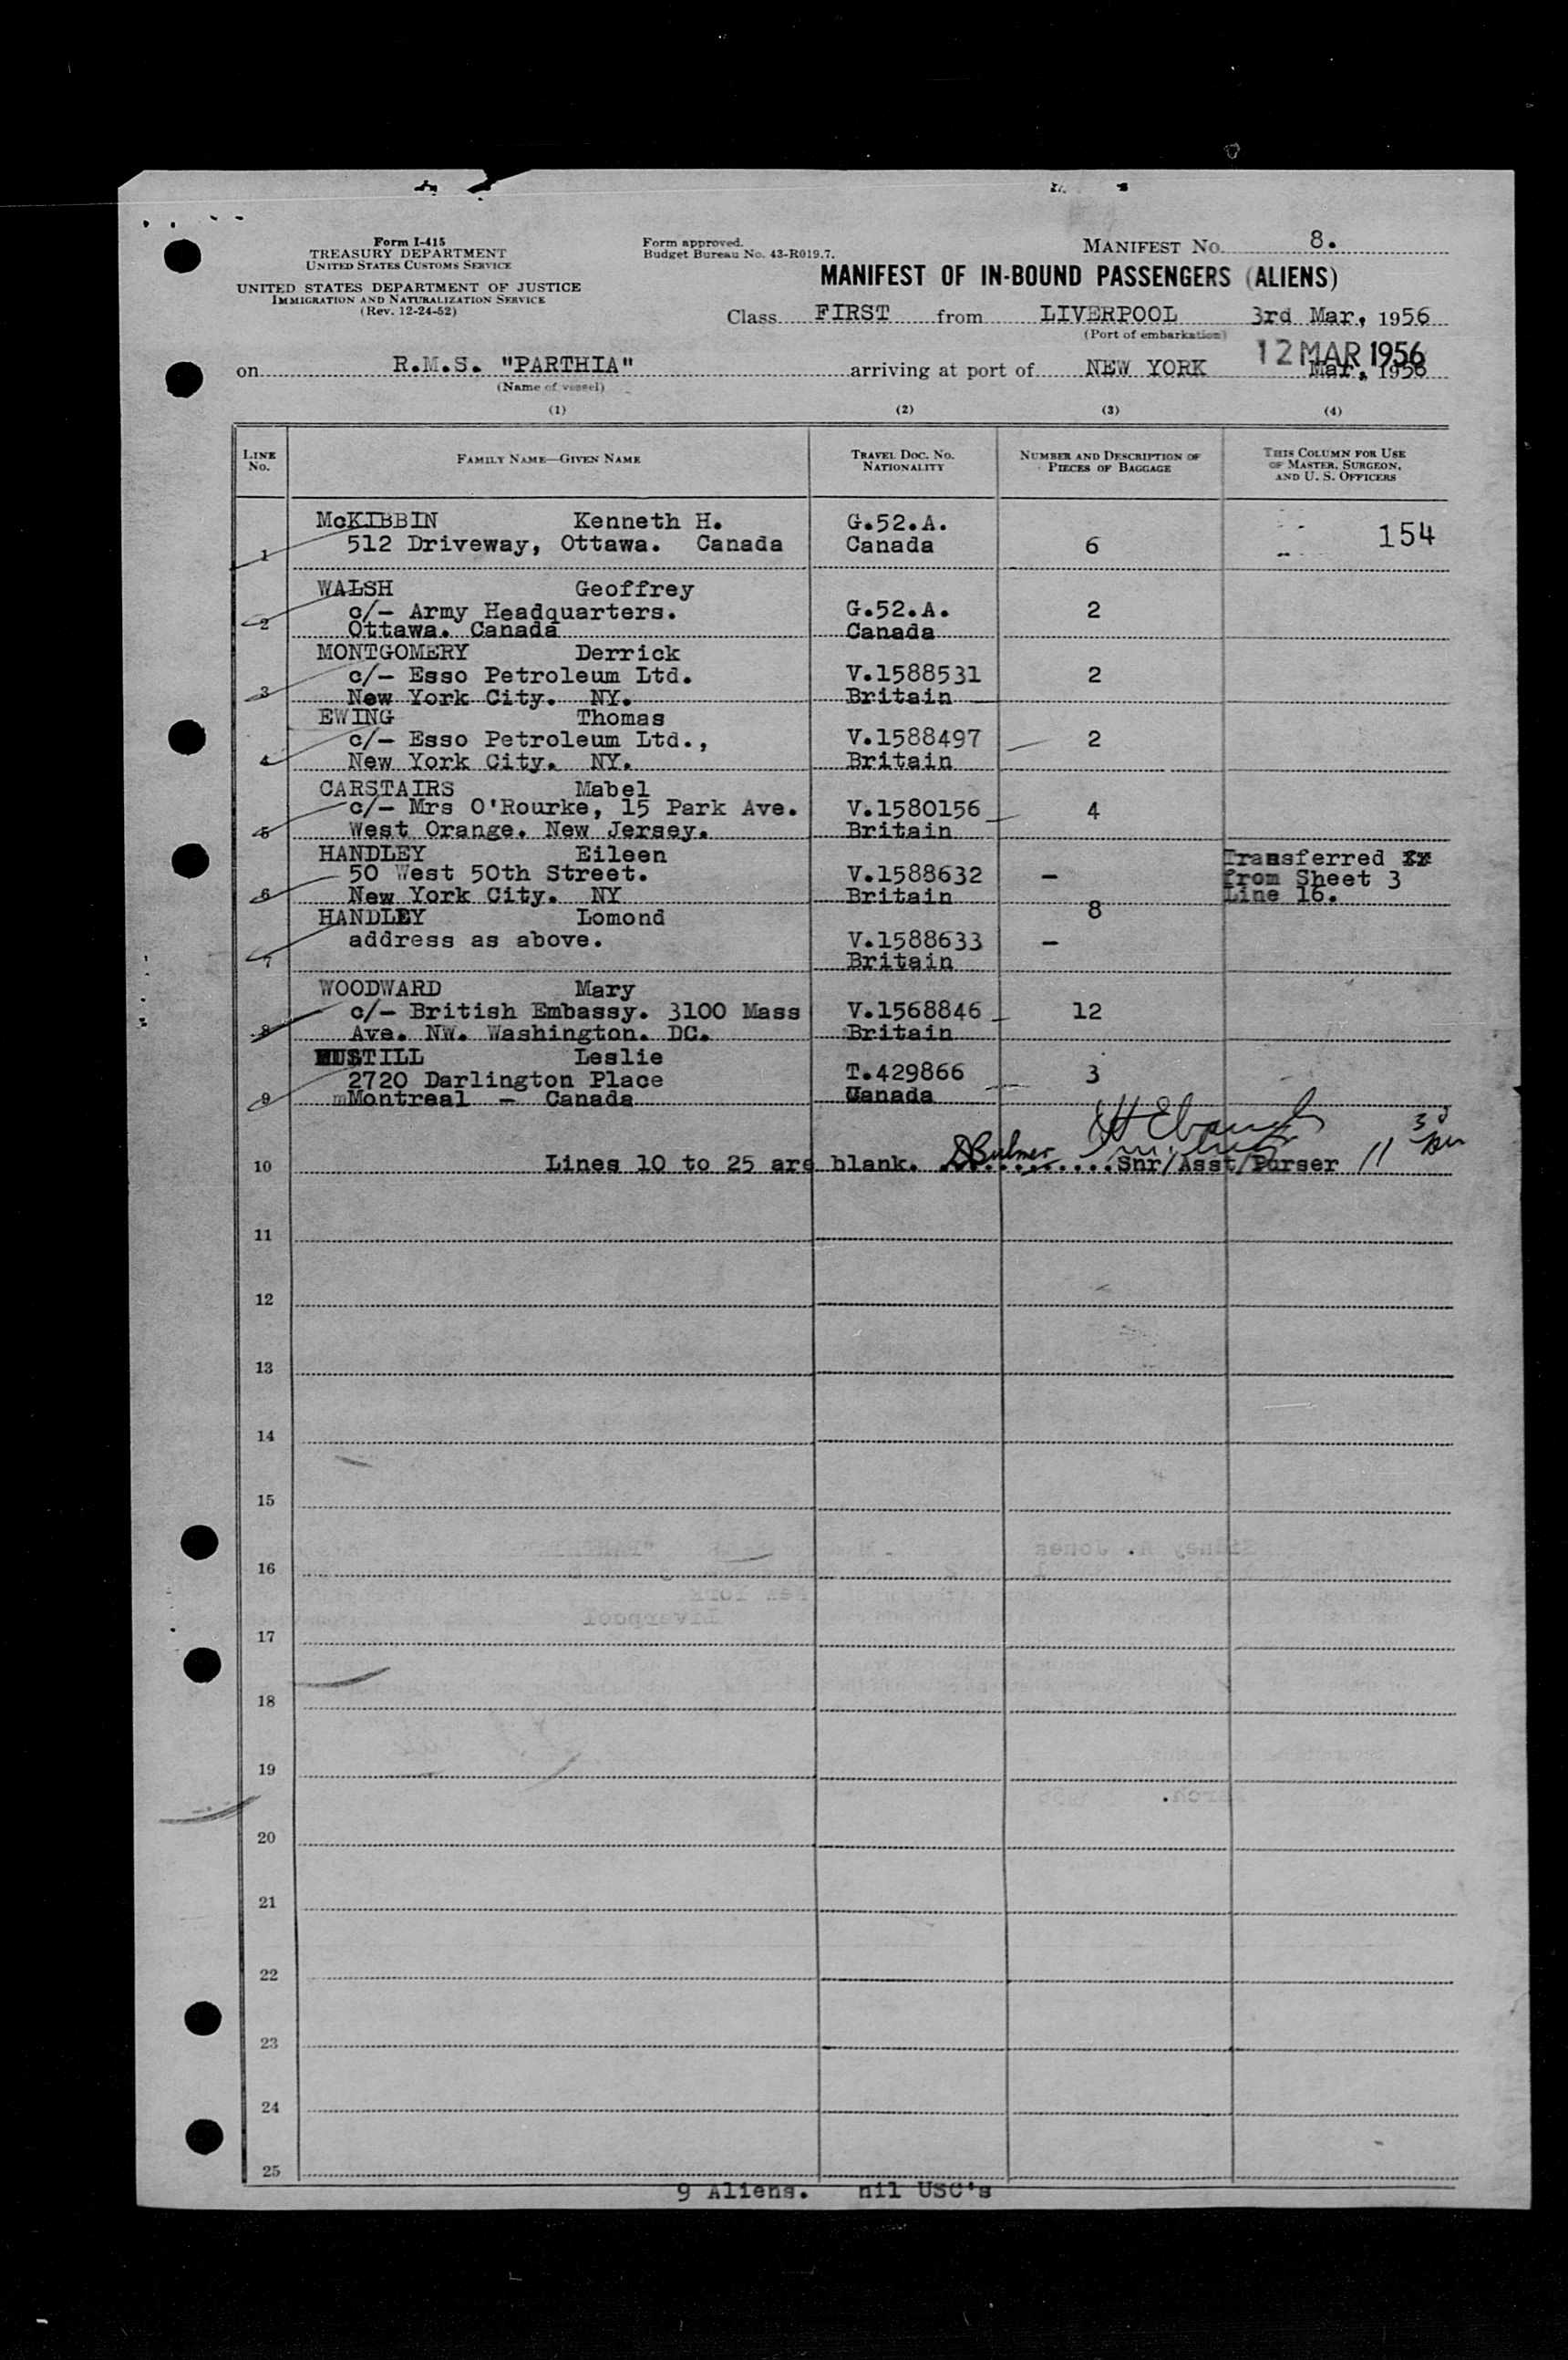 Form I-415
TREASURY DEPARTMENT
UNITED STATES CUSTOMS SERVICE
UNITED STATES DEPARTMENT OF JUSTICE
IMMIGRATION AND NATURALIZATION SERVICE
(Rev. 12-24-52)
Form approved.
Budget Bureau No. 43-R019.7.
MANIFEST NO. 8.
MANIFEST OF IN-BOUND PASSENGERS (ALIENS)
Class FIRST from LIVERPOOL 3rd Mar, 1956
(Port of embarkation)
12 MAR 1956
on R.M.S. "PARTHIA" arriving at port of NEW YORK Mar, 1956
(Name of vessel)
(1) (2) (3) (4)
LINE NO. FAMILY NAME—GIVEN NAME TRAVEL DOC. NO. NATIONALITY NUMBER AND DESCRIPTION OF PIECES OF BAGGAGE THIS COLUMN FOR USE OF MASTER, SURGEON, AND U. S. OFFICERS
McKIBBIN Kenneth H. G.52.A. 154
1 512 Driveway, Ottawa. Canada Canada 6
WALSH Geoffrey
2 c/- Army Headquarters. G.52.A. 2
Ottawa. Canada Canada
MONTGOMERY Derrick
3 c/- Esso Petroleum Ltd. V.1588531 2
New York City. NY. Britain
EWING Thomas
4 c/- Esso Petroleum Ltd., V.1588497 2
New York City. NY. Britain
CARSTAIRS Mabel
5 c/- Mrs O'Rourke, 15 Park Ave. V.1580156 4
West Orange. New Jersey. Britain
HANDLEY Eileen Transferred
6 50 West 50th Street. V.1588632 - from Sheet 3
New York City. NY Britain Line 16.
HANDLEY Lomond 8
7 address as above. V.1588633 -
Britain
WOODWARD Mary
8 c/- British Embassy. 3100 Mass V.1568846 12
Ave. NW. Washington. DC. Britain
HUSTILL Leslie
9 2720 Darlington Place T.429866 3
Montreal - Canada Canada
10 Lines 10 to 25 are blank. DBulmer Snr/Asst/Purser 11
11
12
13
14
15
16
17
18
19
20
21
22
23
24
25
9 Aliens. nil USC's